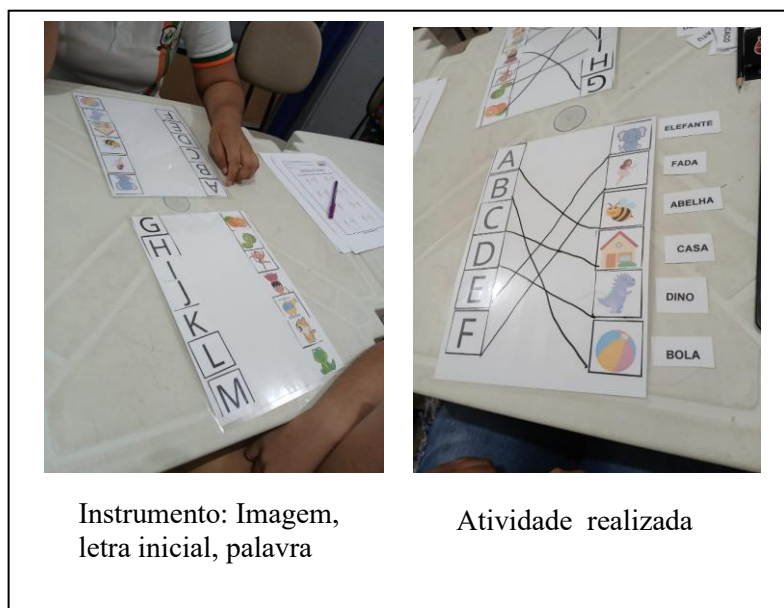 A
B
C
D
E
F
G
H
I
J
K
L
M
H
G
A
B
C
D
E
F
ELEFANTE
FADA
ABELHA
CASA
DINO
BOLA
Instrumento: Imagem,
letra inicial, palavra
Atividade realizada